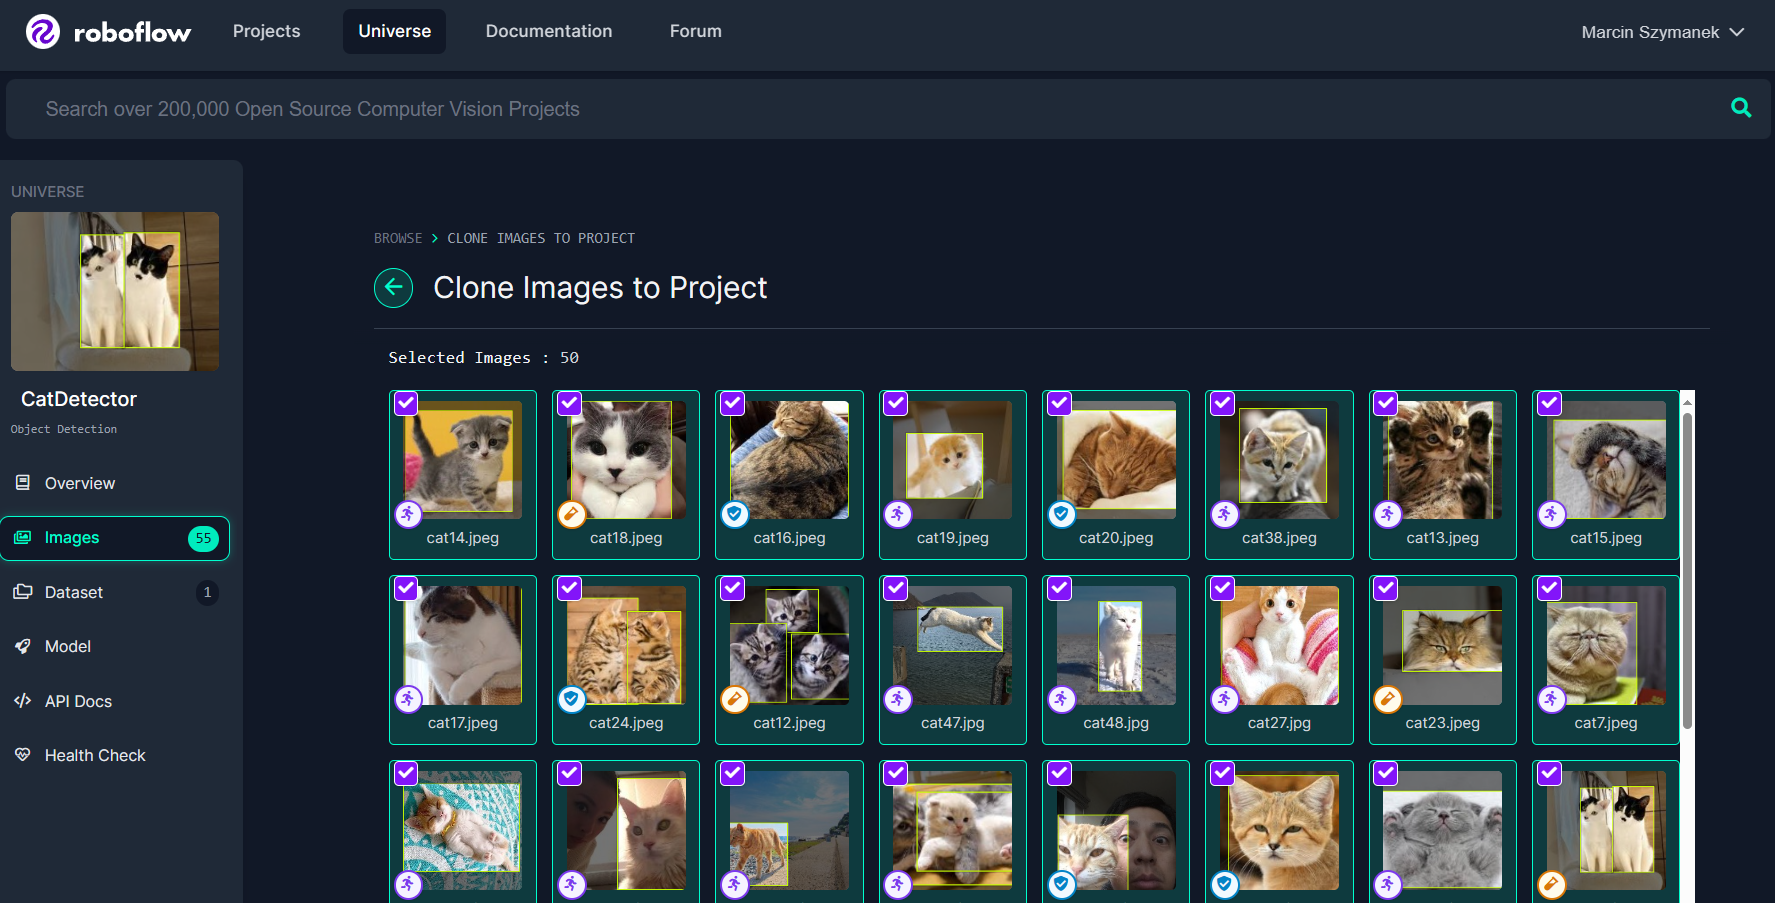 roboflow
Projects
Universe
Documentation
Forum
Marcin Szymanek
Search over 200,000 Open Source Computer Vision Projects
UNIVERSE
CatDetector
Object Detection
Overview
Images 55
Dataset 1
Model
API Docs
Health Check
BROWSE > CLONE IMAGES TO PROJECT
Clone Images to Project
Selected Images : 50
cat14.jpeg
cat18.jpeg
cat16.jpeg
cat19.jpeg
cat20.jpeg
cat38.jpeg
cat13.jpeg
cat15.jpeg
cat17.jpeg
cat24.jpeg
cat12.jpeg
cat47.jpg
cat48.jpg
cat27.jpg
cat23.jpeg
cat7.jpeg